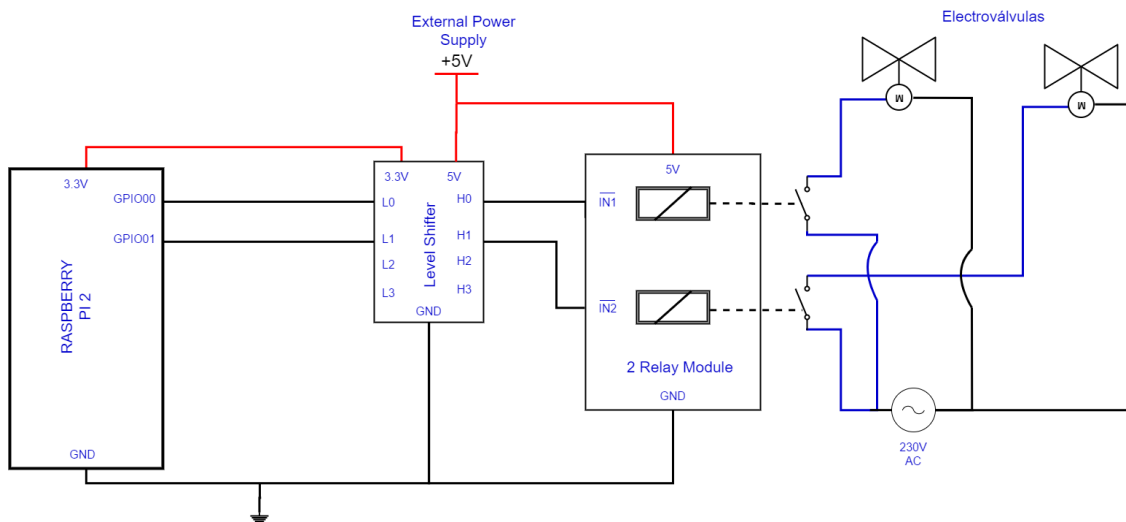 External Power
Supply
+5V
Electroválvulas
M
M
3.3V
GPIO00
GPIO01
RASPBERRY
PI 2
GND
3.3V
5V
L0
H0
L1
H1
L2
H2
L3
H3
Level Shifter
GND
5V
IN1
IN2
2 Relay Module
GND
230V
AC